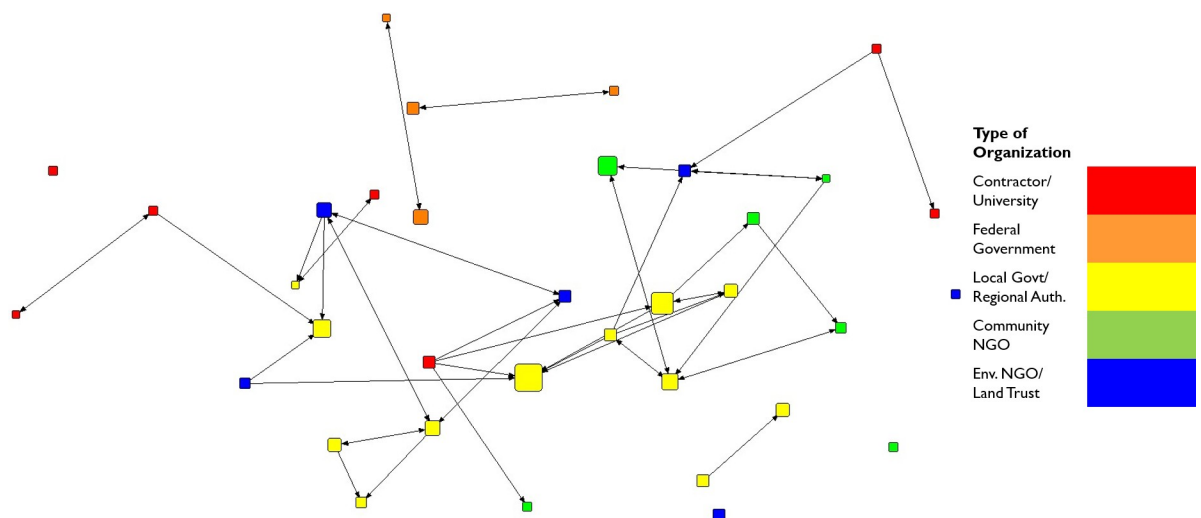 Type of
Organization
Contractor/
University
Federal
Government
Local Govt/
Regional Auth.
Community
NGO
Env. NGO/
Land Trust